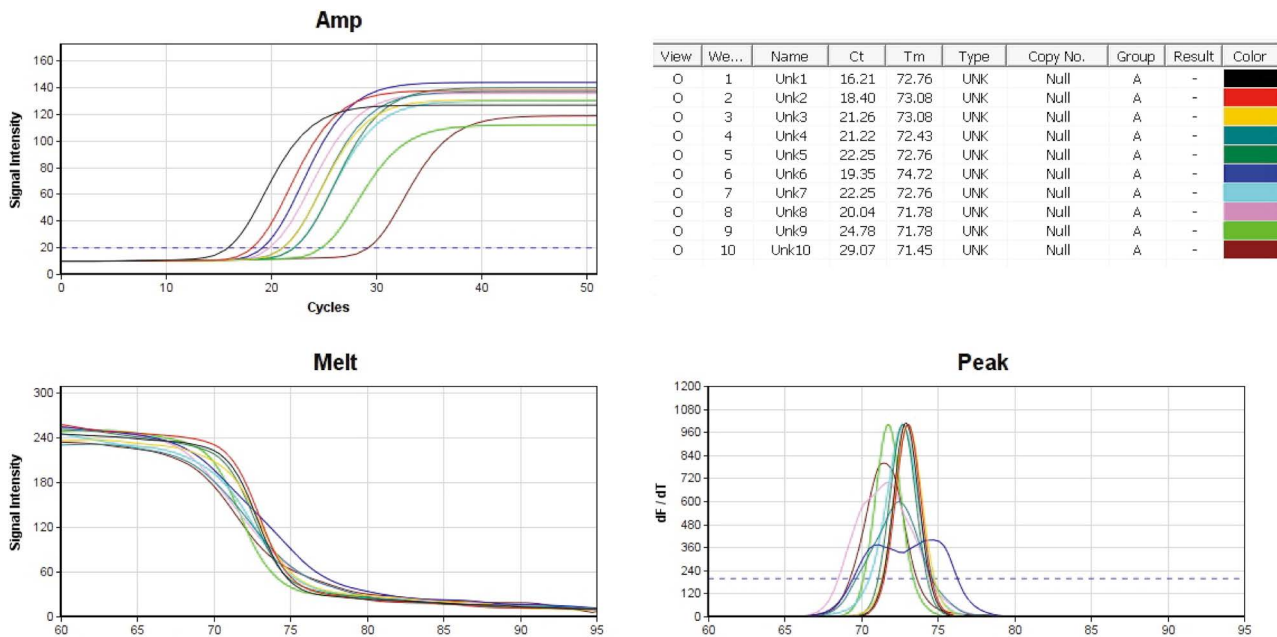 Amp
160
140
120
100
80
60
40
20
0
Signal Intensity
0 10 20 30 40 50
Cycles
View We... Name Ct Tm Type Copy No. Group Result Color
O 1 Unk1 16.21 72.76 UNK Null A -
O 2 Unk2 18.40 73.08 UNK Null A -
O 3 Unk3 21.26 73.08 UNK Null A -
O 4 Unk4 21.22 72.43 UNK Null A -
O 5 Unk5 22.25 72.76 UNK Null A -
O 6 Unk6 19.35 74.72 UNK Null A -
O 7 Unk7 22.25 72.76 UNK Null A -
O 8 Unk8 20.04 71.78 UNK Null A -
O 9 Unk9 24.78 71.78 UNK Null A -
O 10 Unk10 29.07 71.45 UNK Null A -
Melt
300
240
180
120
60
0
Signal Intensity
60 65 70 75 80 85 90 95
Peak
1200
1080
960
840
720
600
480
360
240
120
0
dF / dT
60 65 70 75 80 85 90 95